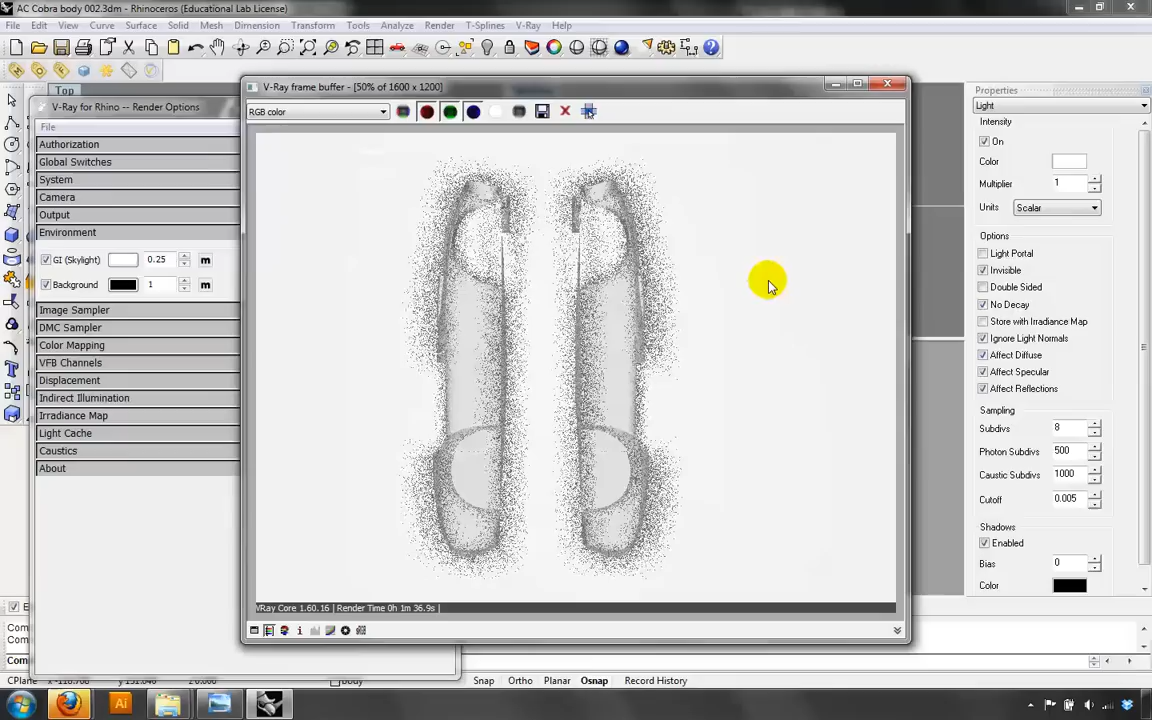 AC Cobra body 002.3dm - Rhinoceros (Educational Lab License)
File Edit View Curve Surface Solid Mesh Dimension Transform Tools Analyze Render T-Splines V-Ray Help
Top
V-Ray for Rhino -- Render Options
File
Authorization
Global Switches
System
Camera
Output
Environment
GI (Skylight) 0.25 m
Background 1 m
Image Sampler
DMC Sampler
Color Mapping
VFB Channels
Displacement
Indirect Illumination
Irradiance Map
Light Cache
Caustics
About
V-Ray frame buffer - [50% of 1600 x 1200]
RGB color
VRay Core 1.60.16 | Render Time 0h 1m 36.9s |
Properties
Light
Intensity
On
Color
Multiplier 1
Units Scalar
Options
Light Portal
Invisible
Double Sided
No Decay
Store with Irradiance Map
Ignore Light Normals
Affect Diffuse
Affect Specular
Affect Reflections
Sampling
Subdivs 8
Photon Subdivs 500
Caustic Subdivs 1000
Cutoff 0.005
Shadows
Enabled
Bias 0
Color
Com
Com
Com
CPlane
Snap Ortho Planar Osnap Record History
Ai